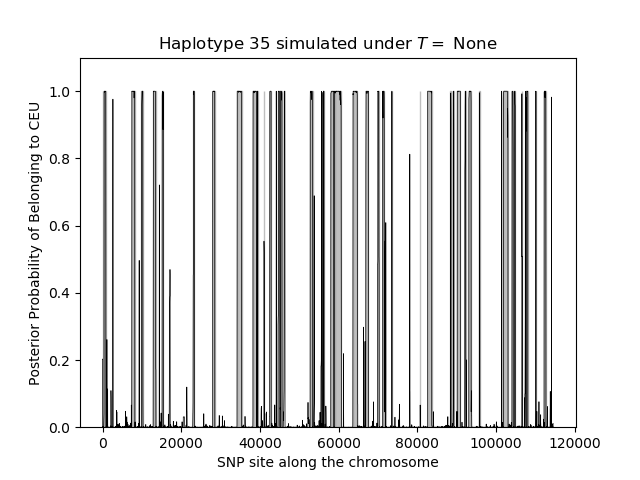 Haplotype 35 simulated under T = None
Posterior Probability of Belonging to CEU
1.0
0.8
0.6
0.4
0.2
0.0
0 20000 40000 60000 80000 100000 120000
SNP site along the chromosome